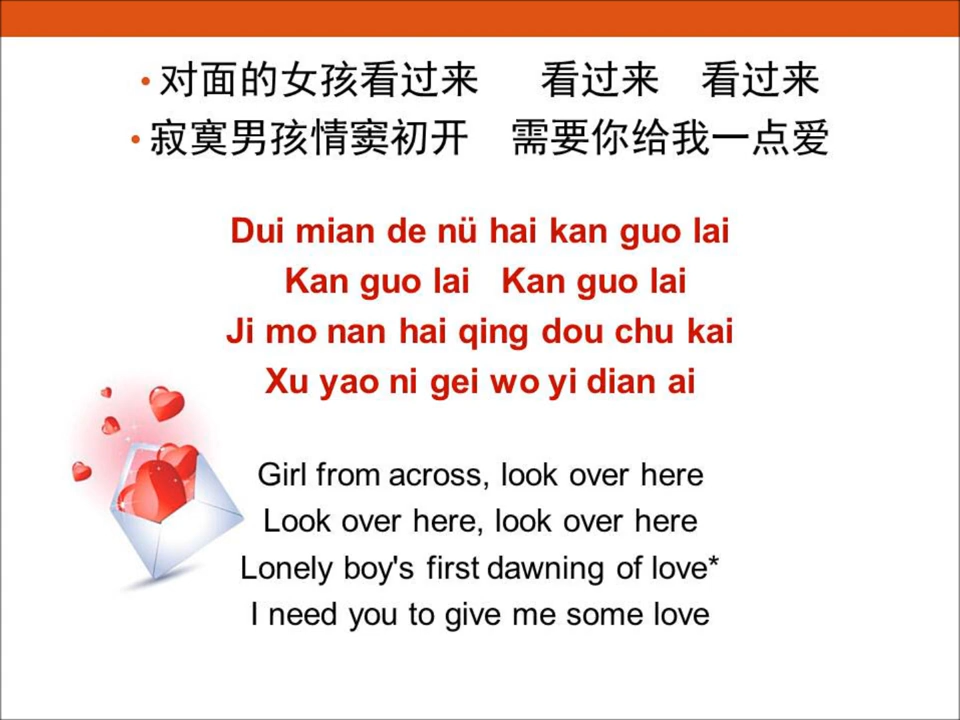 •对面的女孩看过来 看过来 看过来
•寂寞男孩情窦初开 需要你给我一点爱
Dui mian de nü hai kan guo lai
Kan guo lai Kan guo lai
Ji mo nan hai qing dou chu kai
Xu yao ni gei wo yi dian ai
Girl from across, look over here
Look over here, look over here
Lonely boy's first dawning of love*
I need you to give me some love